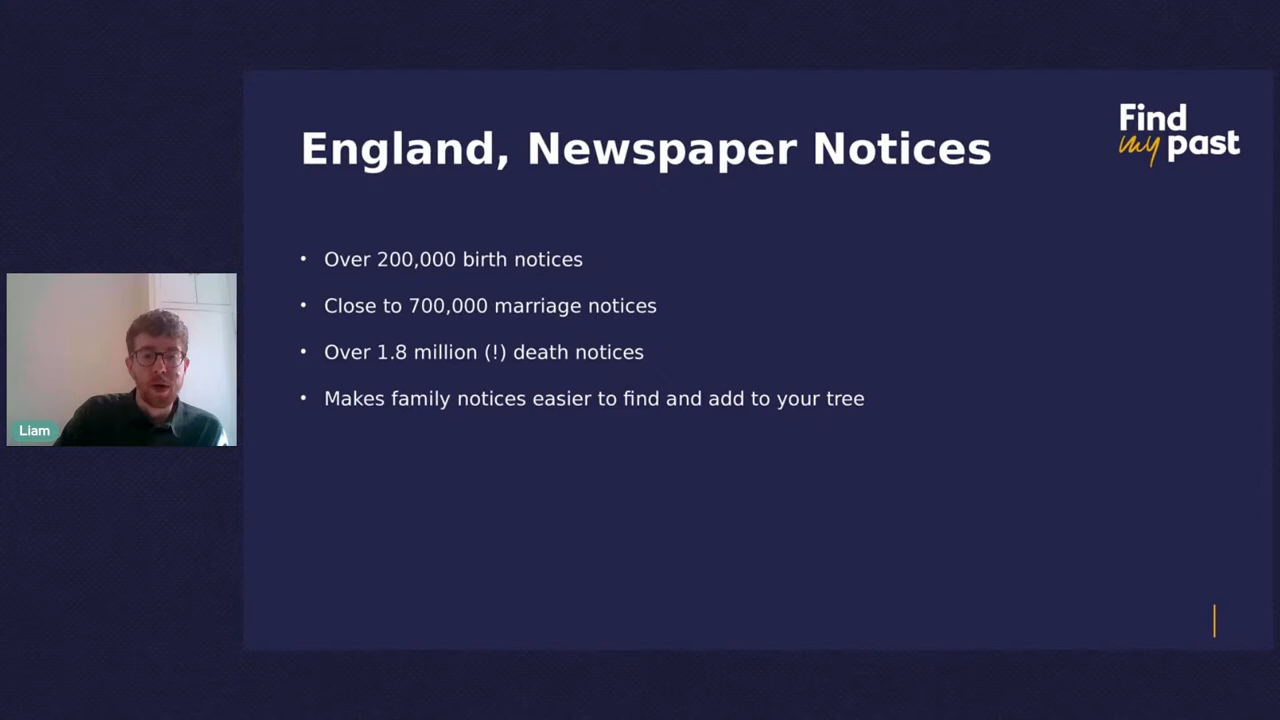 England, Newspaper Notices
Find
my past
• Over 200,000 birth notices
• Close to 700,000 marriage notices
• Over 1.8 million (!) death notices
• Makes family notices easier to find and add to your tree
Liam